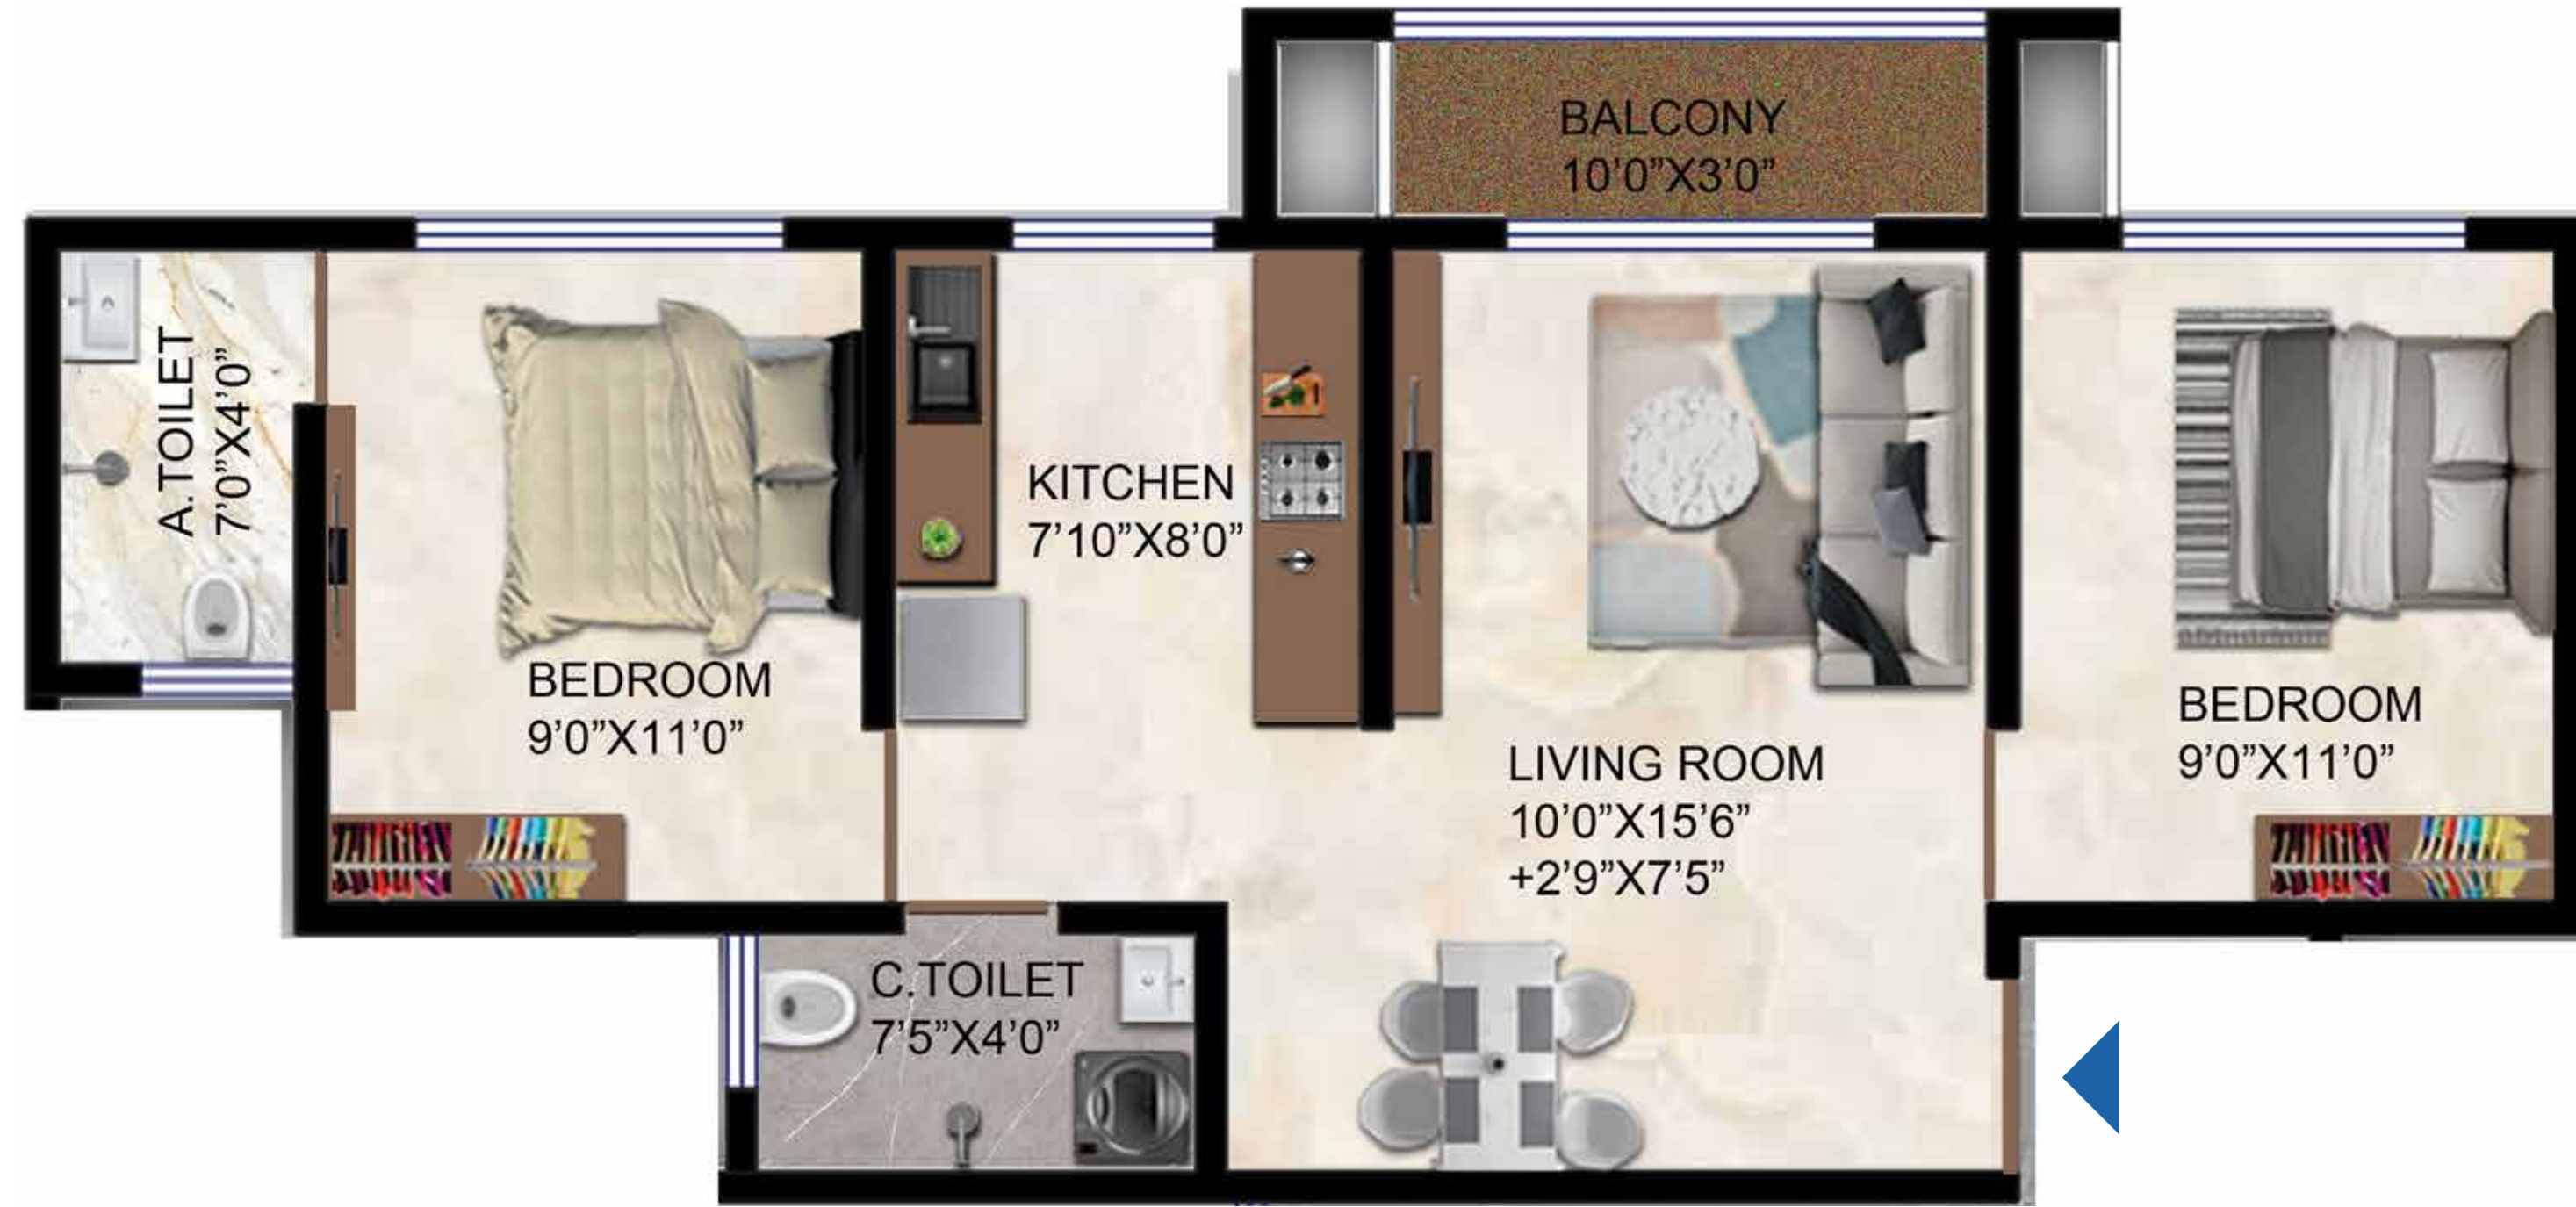 BALCONY
10’0”X3’0”
A.TOILET
7’0”X4’0”
KITCHEN
7’10”X8’0”
BEDROOM
9’0”X11’0”
LIVING ROOM
10’0”X15’6”
+2’9”X7’5”
BEDROOM
9’0”X11’0”
C.TOILET
7’5”X4’0”